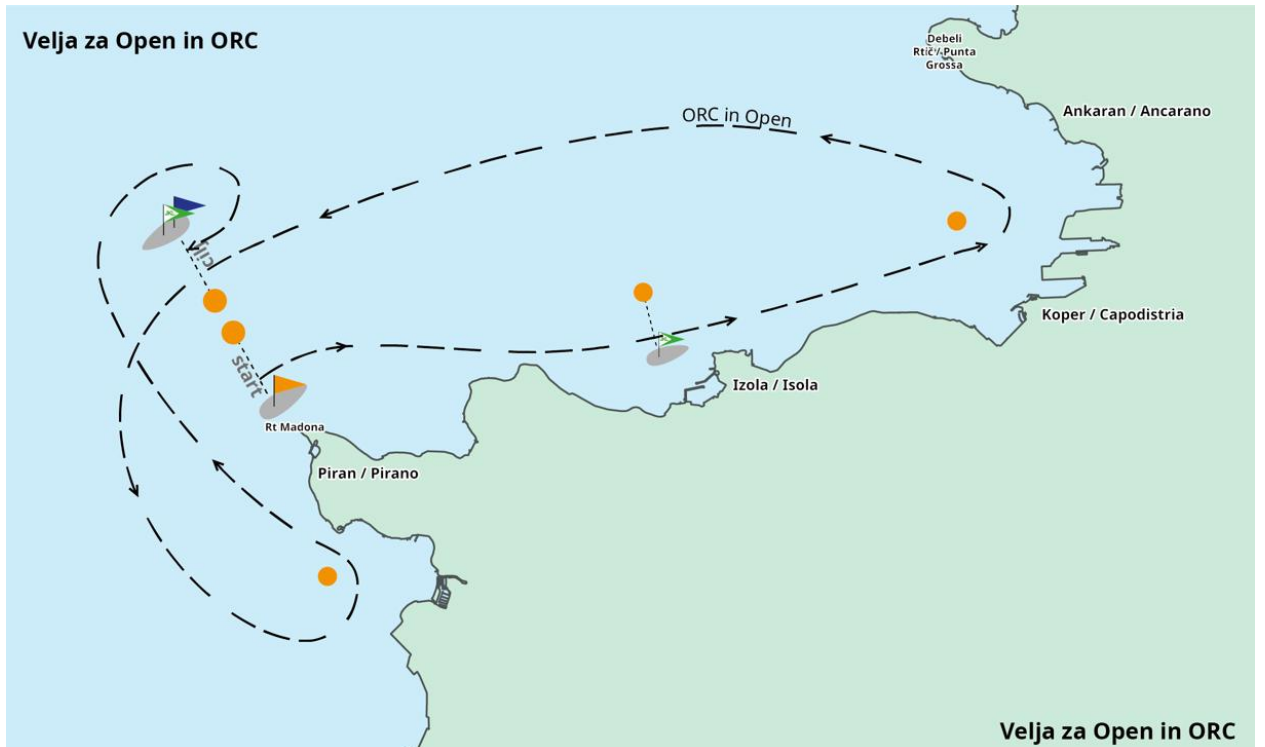 Velja za Open in ORC
Debeli
Rtič / Punta
Grossa
Ankaran / Ancarano
ORC in Open
cilj
start
Koper / Capodistria
Izola / Isola
Rt Madona
Piran / Pirano
Velja za Open in ORC